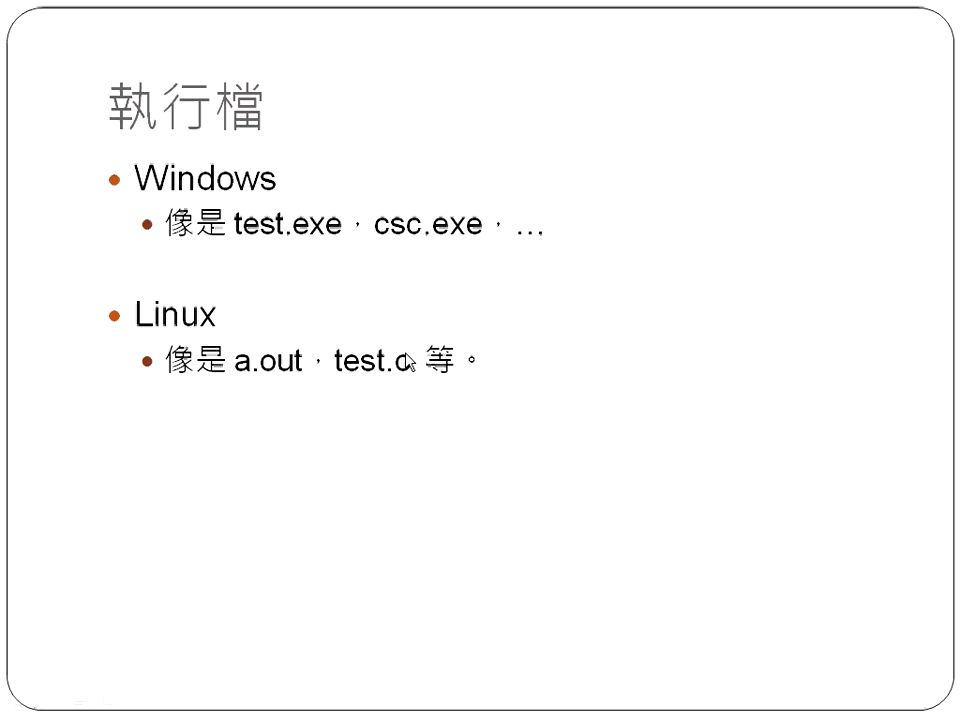 執行檔
Windows
像是 test.exe，csc.exe，…
Linux
像是 a.out，test.o 等。